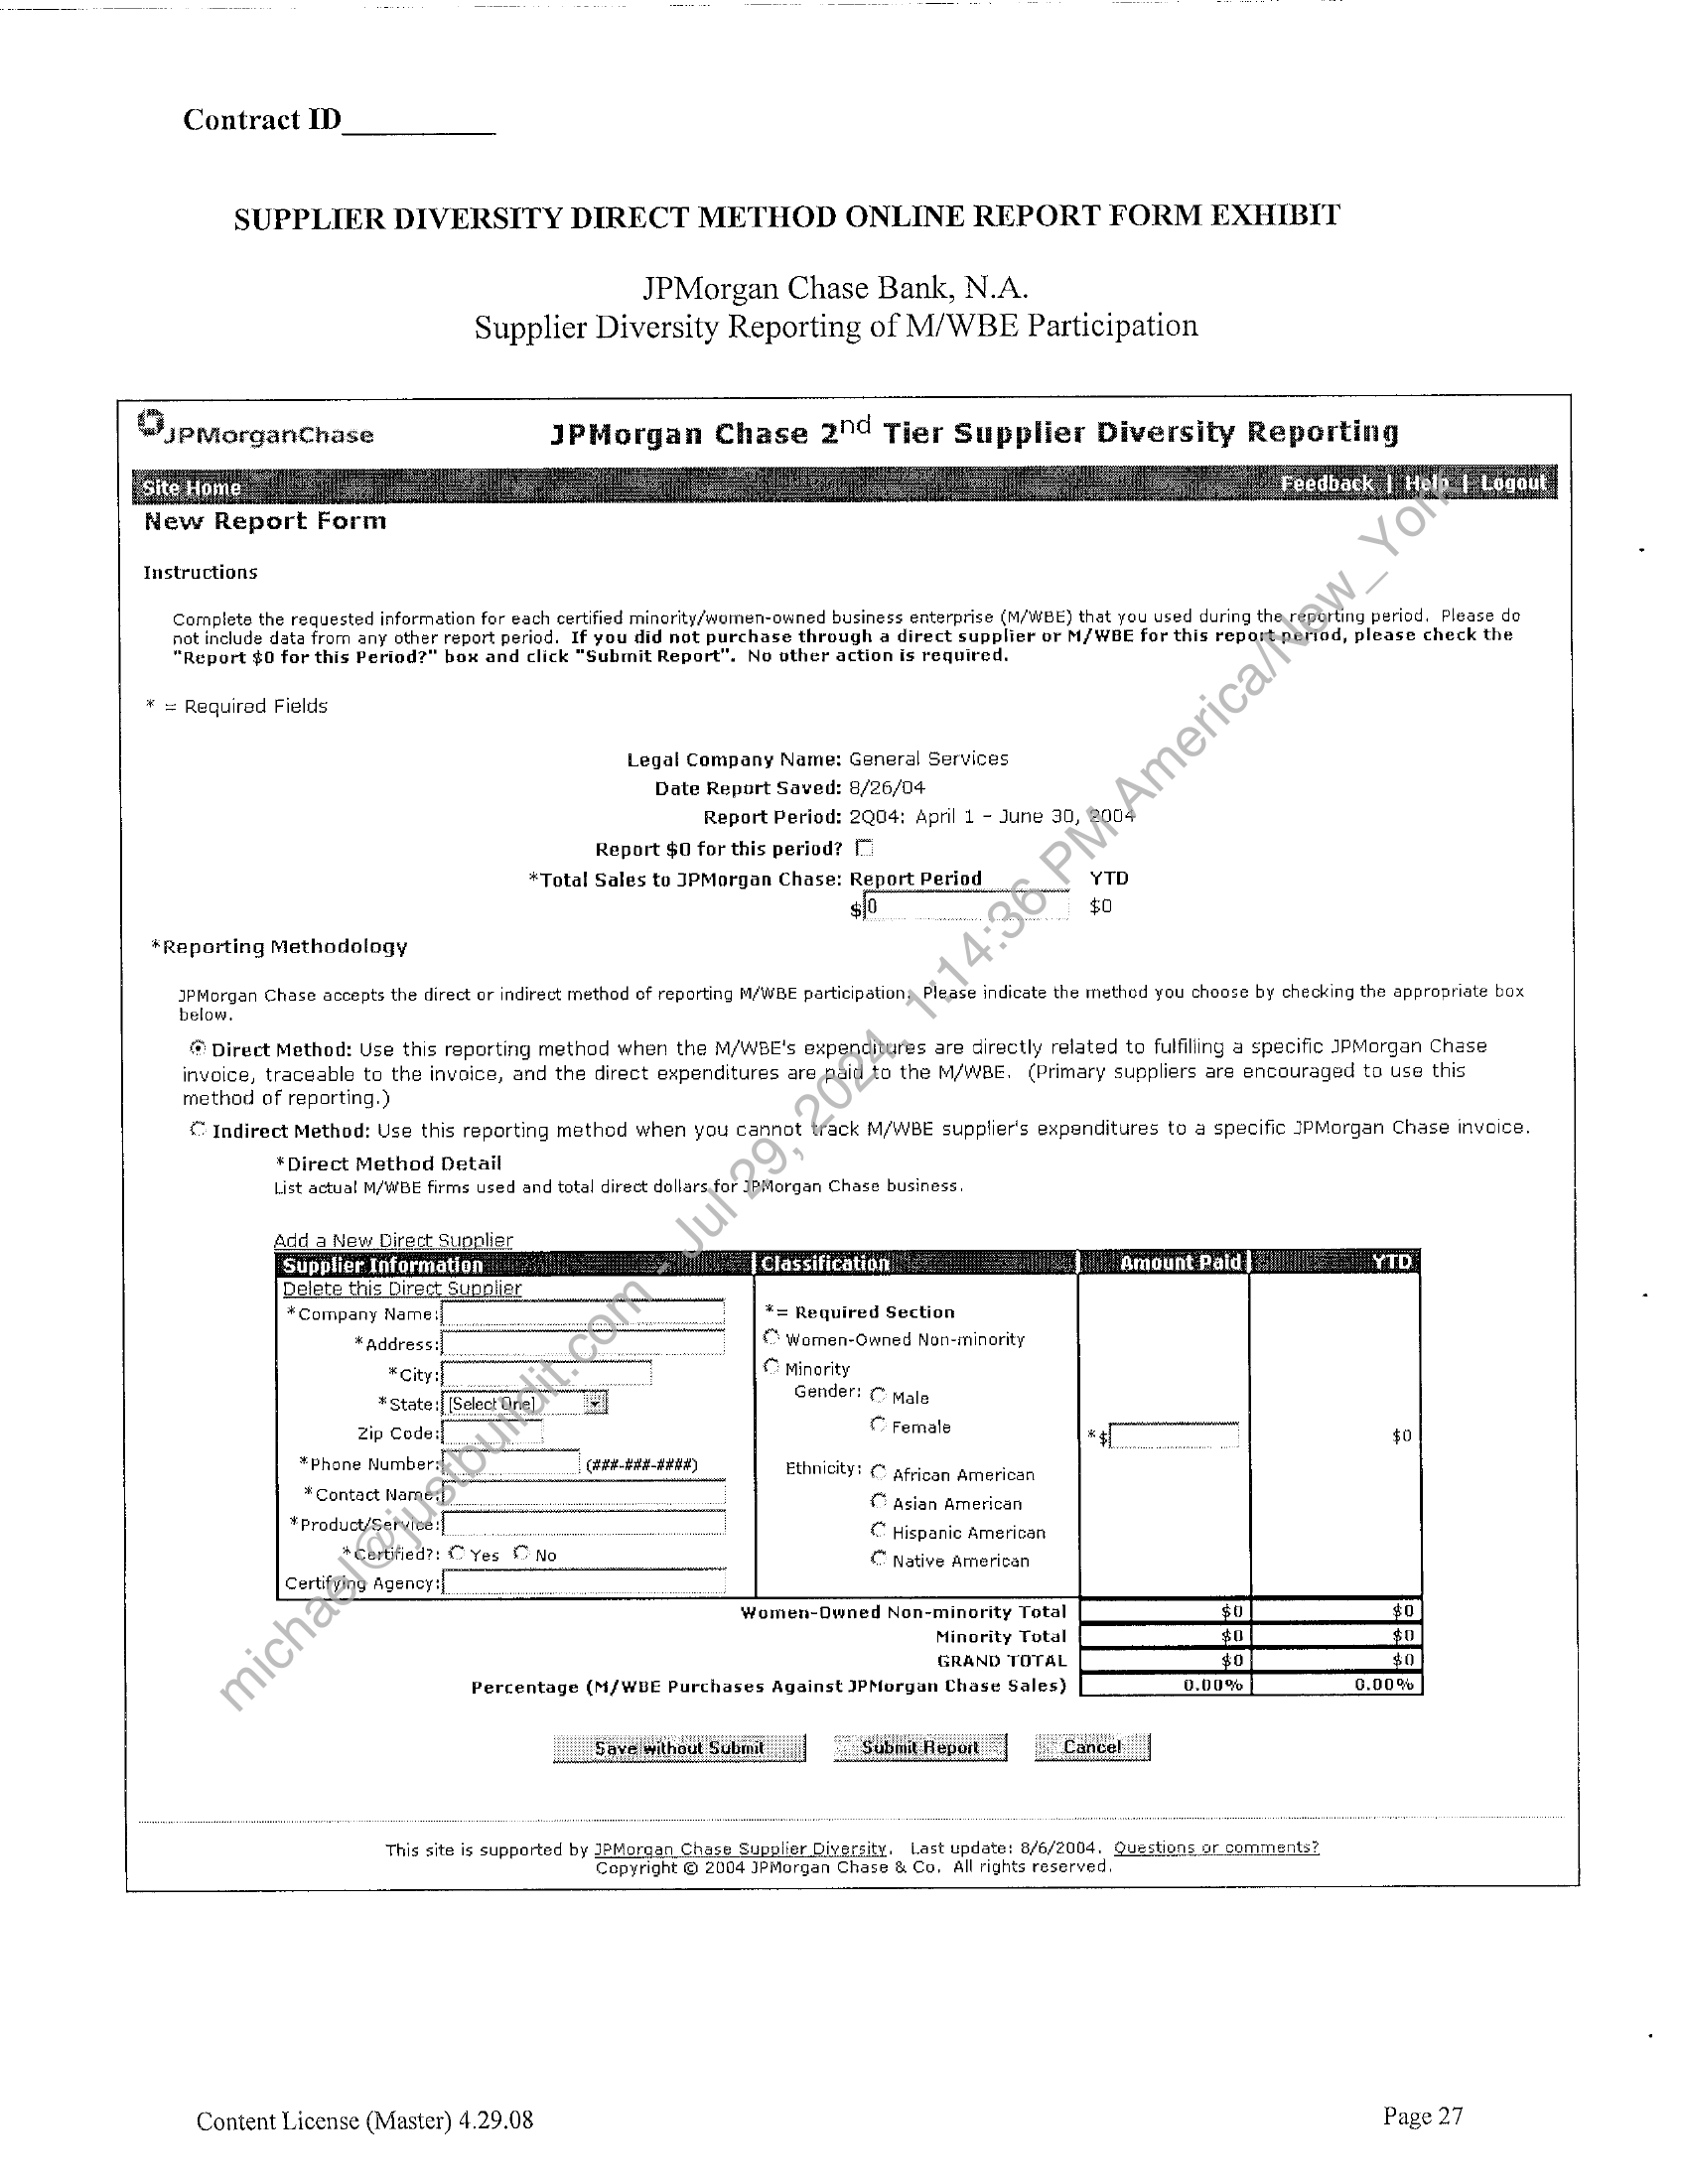 Contract ID__________
SUPPLIER DIVERSITY DIRECT METHOD ONLINE REPORT FORM EXHIBIT
JPMorgan Chase Bank, N.A.
Supplier Diversity Reporting of M/WBE Participation
JPMorganChase
JPMorgan Chase 2nd Tier Supplier Diversity Reporting
Site Home
Feedback | Help | Logout
New Report Form
Instructions
Complete the requested information for each certified minority/women-owned business enterprise (M/WBE) that you used during the reporting period. Please do
not include data from any other report period. If you did not purchase through a direct supplier or M/WBE for this report period, please check the
"Report $0 for this Period?" box and click "Submit Report". No other action is required.
* = Required Fields
Legal Company Name: General Services
Date Report Saved: 8/26/04
Report Period: 2Q04: April 1 - June 30, 2004
Report $0 for this period?
*Total Sales to JPMorgan Chase: Report Period YTD
$0 $0
*Reporting Methodology
JPMorgan Chase accepts the direct or indirect method of reporting M/WBE participation. Please indicate the method you choose by checking the appropriate box
below.
Direct Method: Use this reporting method when the M/WBE's expenditures are directly related to fulfilling a specific JPMorgan Chase
invoice, traceable to the invoice, and the direct expenditures are paid to the M/WBE. (Primary suppliers are encouraged to use this
method of reporting.)
Indirect Method: Use this reporting method when you cannot track M/WBE supplier's expenditures to a specific JPMorgan Chase invoice.
*Direct Method Detail
List actual M/WBE firms used and total direct dollars for JPMorgan Chase business.
Add a New Direct Supplier
Supplier Information Classification Amount Paid YTD
Delete this Direct Supplier
*Company Name:
*Address:
*City:
*State: [Select One]
Zip Code:
*Phone Number: (###-###-####)
*Contact Name:
*Product/Service:
*Certified?: Yes No
Certifying Agency:
*= Required Section
Women-Owned Non-minority
Minority
Gender: Male
Female
Ethnicity: African American
Asian American
Hispanic American
Native American
*$
$0
Women-Owned Non-minority Total $0 $0
Minority Total $0 $0
GRAND TOTAL $0 $0
Percentage (M/WBE Purchases Against JPMorgan Chase Sales) 0.00% 0.00%
Save without Submit Submit Report Cancel
This site is supported by JPMorgan Chase Supplier Diversity. Last update: 8/6/2004. Questions or comments?
Copyright © 2004 JPMorgan Chase & Co. All rights reserved.
Content License (Master) 4.29.08
Page 27
michael@justbuildit.com - Jul 29, 2024, 1:14:36 PM America/New_York